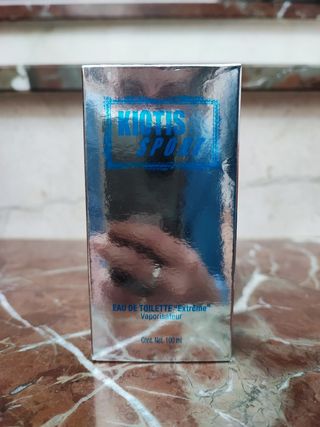 KIOTIS
SPORT
EAU DE TOILETTE "Extrême"
Vaporisateur
Cont. Net. 100 ml